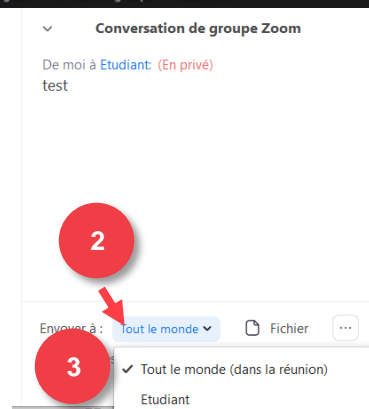 Conversation de groupe Zoom
De moi à Etudiant: (En privé)
test
2
Envoyer à : Tout le monde Fichier ...
3
Tout le monde (dans la réunion)
Etudiant